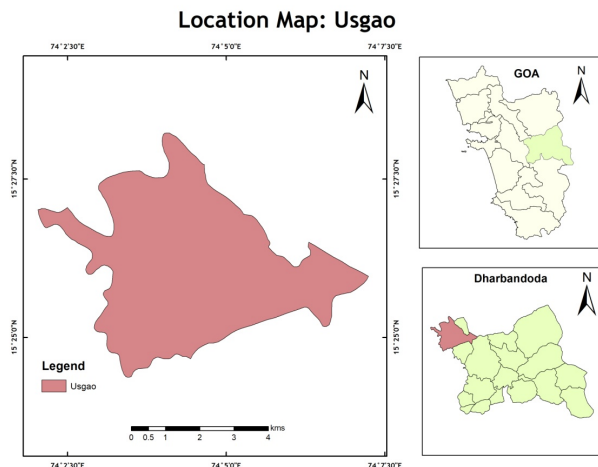 Location Map: Usgao
74°2'30"E 74°5'0"E 74°7'30"E
N
15°27'30"N 15°27'30"N
15°25'0"N 15°25'0"N
Legend
Usgao
kms
0 0.5 1 2 3 4
74°2'30"E 74°5'0"E 74°7'30"E
GOA
N
Dharbandoda
N